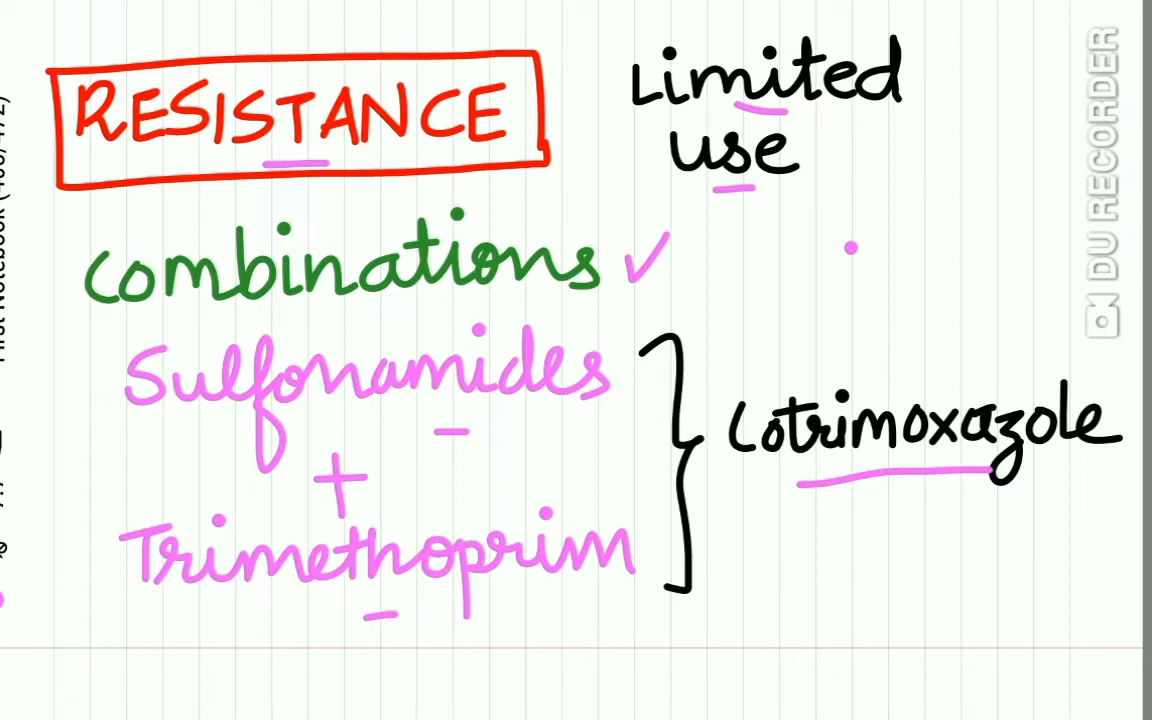 RESISTANCE
Limited
use
combinations ✓
Sulfonamides
+
Trimethoprim
Cotrimoxazole
DU RECORDER